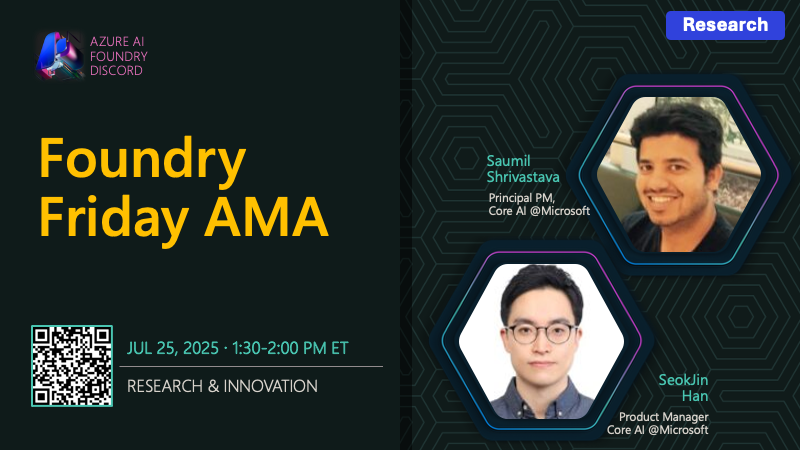 AZURE AI
FOUNDRY
DISCORD
Foundry
Friday AMA
JUL 25, 2025 · 1:30-2:00 PM ET
RESEARCH & INNOVATION
Research
Saumil
Shrivastava
Principal PM,
Core AI @Microsoft
SeokJin
Han
Product Manager
Core AI @Microsoft